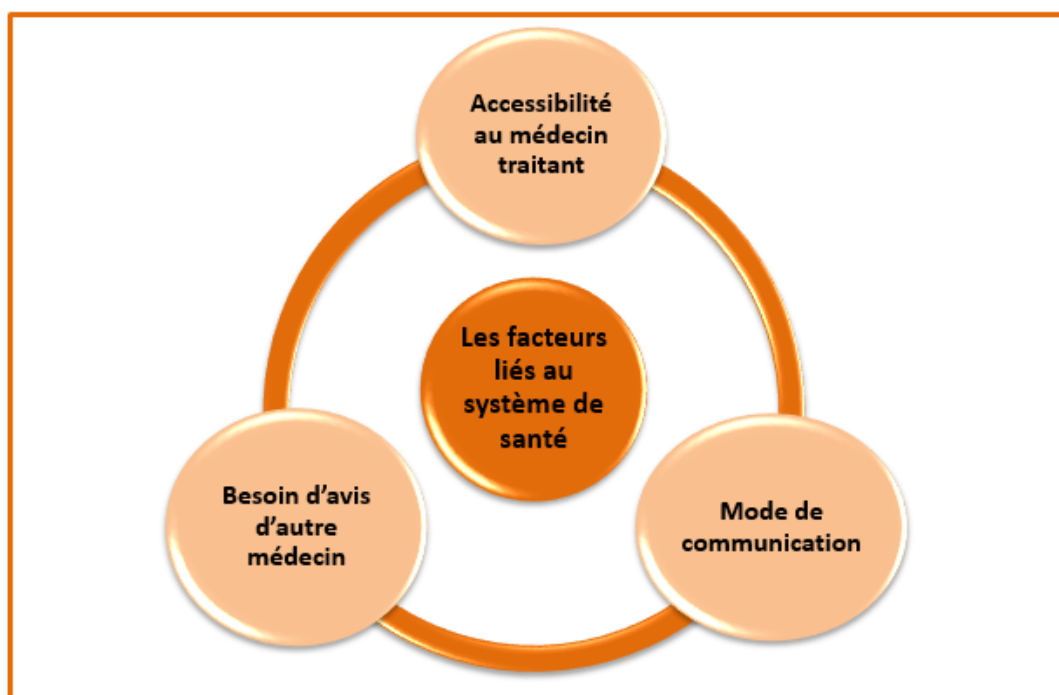 Accessibilité
au médecin
traitant
Les facteurs
liés au
système de
santé
Besoin d’avis
d’autre
médecin
Mode de
communication